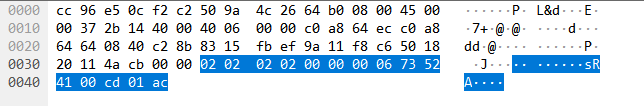 0000 cc 96 e5 0c f2 c2 50 9a 4c 26 64 b0 08 00 45 00 ······P· L&d···E·
0010 00 37 2b 14 40 00 40 06 00 00 c0 a8 64 ec c0 a8 ·7+·@·@· ····d···
0020 64 64 08 40 c2 8b 83 15 fb ef 9a 11 f8 c6 50 18 dd·@···· ······P·
0030 20 11 4a cb 00 00 02 02 02 02 00 00 00 06 73 52 ·J····· ······sR
0040 41 00 cd 01 ac A····